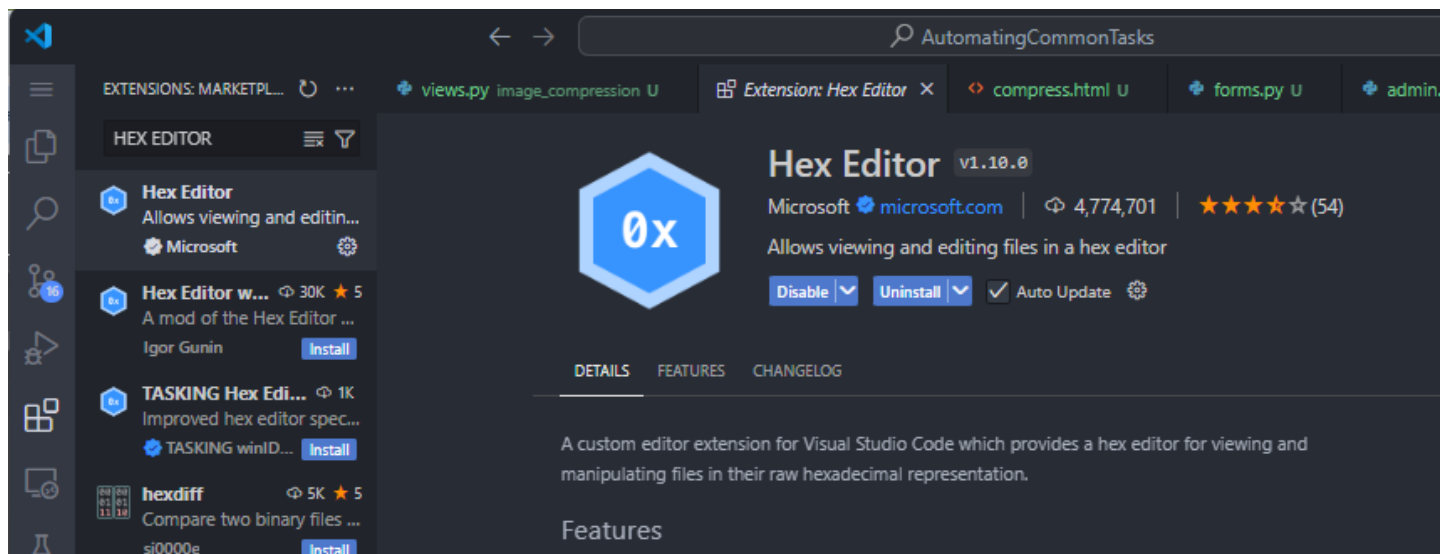 AutomatingCommonTasks
EXTENSIONS: MARKETPL...
views.py image_compression U
Extension: Hex Editor
compress.html U
forms.py U
admin.
HEX EDITOR
Hex Editor
Allows viewing and editin...
Microsoft
16
Hex Editor w... 30K ★ 5
A mod of the Hex Editor ...
Igor Gunin Install
TASKING Hex Edi... 1K
Improved hex editor spec...
TASKING winID... Install
hexdiff 5K ★ 5
Compare two binary files ...
si0000e Install
0x
Hex Editor v1.10.0
Microsoft microsoft.com 4,774,701 (54)
Allows viewing and editing files in a hex editor
Disable Uninstall Auto Update
DETAILS FEATURES CHANGELOG
A custom editor extension for Visual Studio Code which provides a hex editor for viewing and
manipulating files in their raw hexadecimal representation.
Features